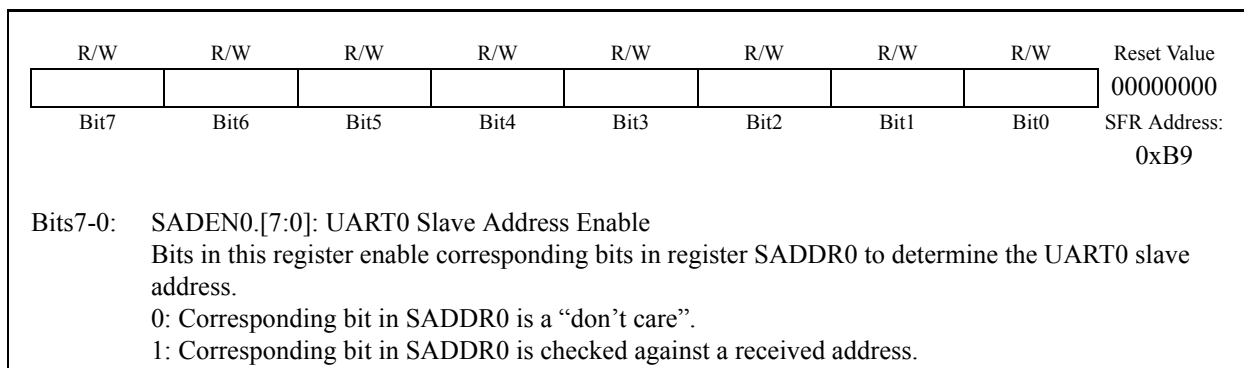 R/W R/W R/W R/W R/W R/W R/W R/W Reset Value
00000000
Bit7 Bit6 Bit5 Bit4 Bit3 Bit2 Bit1 Bit0 SFR Address:
0xB9
Bits7-0: SADEN0.[7:0]: UART0 Slave Address Enable
Bits in this register enable corresponding bits in register SADDR0 to determine the UART0 slave
address.
0: Corresponding bit in SADDR0 is a “don’t care”.
1: Corresponding bit in SADDR0 is checked against a received address.